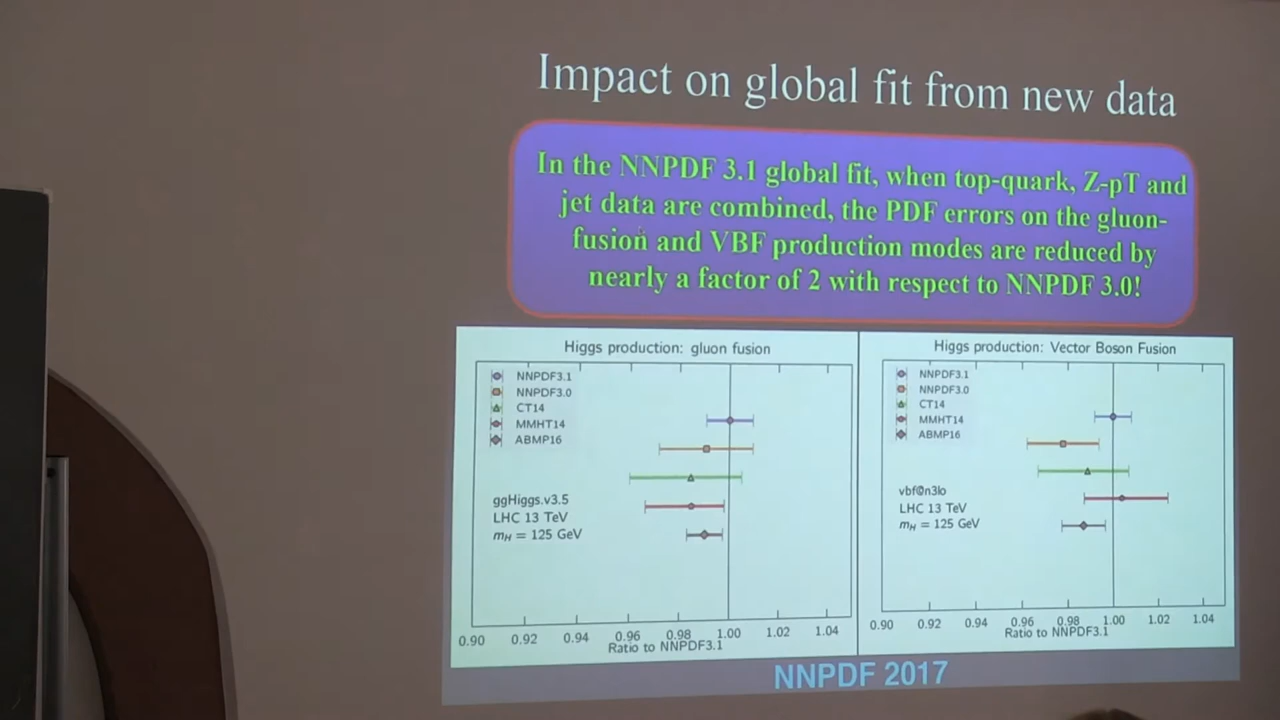 Impact on global fit from new data
In the NNPDF 3.1 global fit, when top-quark, Z-pT and
jet data are combined, the PDF errors on the gluon-
fusion and VBF production modes are reduced by
nearly a factor of 2 with respect to NNPDF 3.0!
Higgs production: gluon fusion
NNPDF3.1
NNPDF3.0
CT14
MMHT14
ABMP16
ggHiggs.v3.5
LHC 13 TeV
mH = 125 GeV
0.90 0.92 0.94 0.96 0.98 1.00 1.02 1.04
Ratio to NNPDF3.1
Higgs production: Vector Boson Fusion
NNPDF3.1
NNPDF3.0
CT14
MMHT14
ABMP16
vbf@n3lo
LHC 13 TeV
mH = 125 GeV
0.90 0.92 0.94 0.96 0.98 1.00 1.02 1.04
Ratio to NNPDF3.1
NNPDF 2017